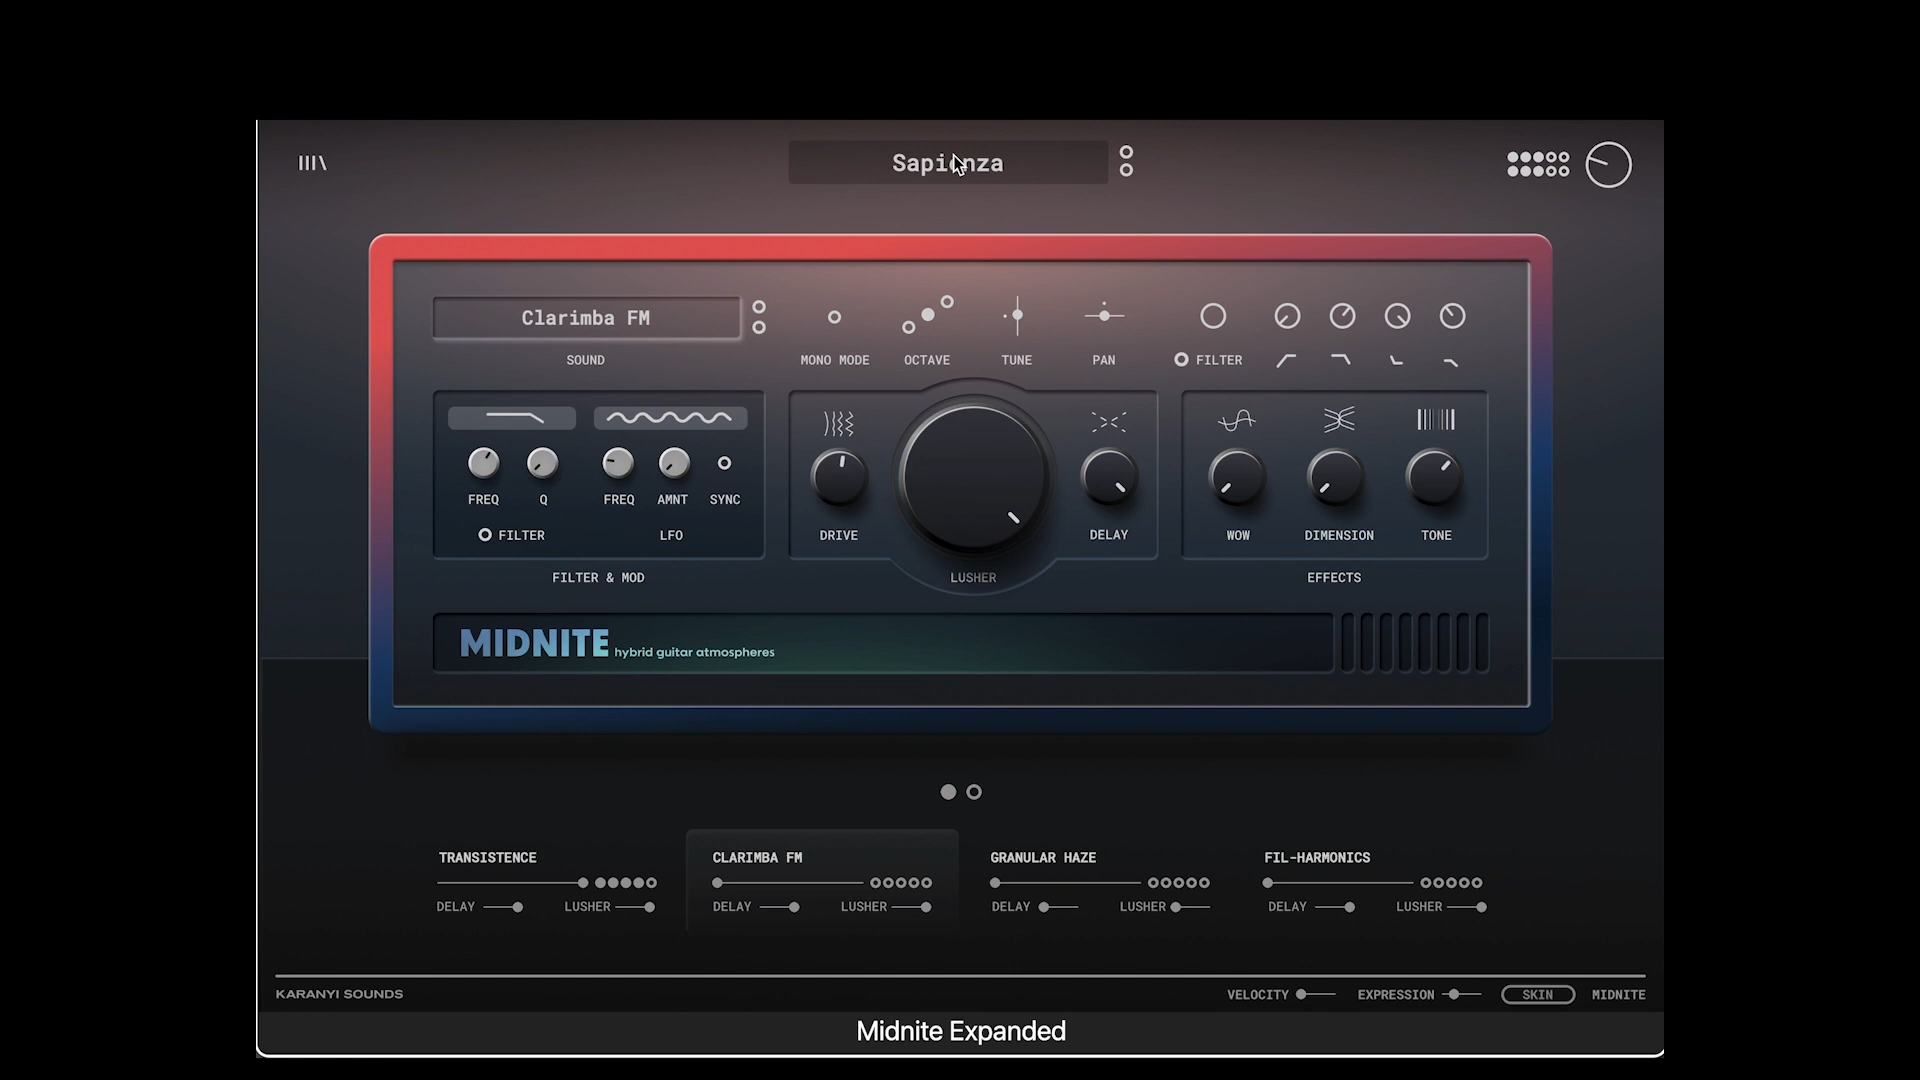 Sapienza
Clarimba FM
SOUND
MONO MODE
OCTAVE
TUNE
PAN
FILTER
FREQ
Q
FREQ
AMNT
SYNC
FILTER
LFO
FILTER & MOD
DRIVE
DELAY
LUSHER
WOW
DIMENSION
TONE
EFFECTS
MIDNITE hybrid guitar atmospheres
TRANSISTENCE
DELAY
LUSHER
CLARIMBA FM
DELAY
LUSHER
GRANULAR HAZE
DELAY
LUSHER
FIL-HARMONICS
DELAY
LUSHER
KARANYI SOUNDS
VELOCITY
EXPRESSION
SKIN
MIDNITE
Midnite Expanded